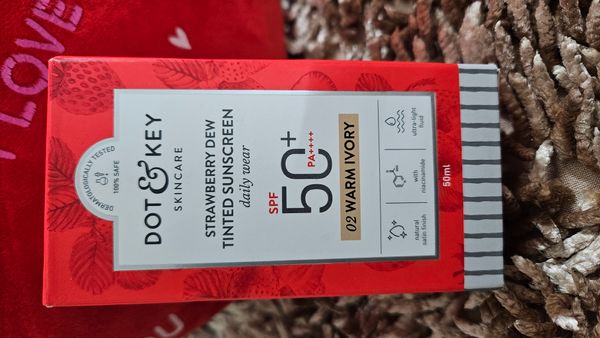 I LOVE
YOU
DERMATOLOGICALLY TESTED
100% SAFE
DOT & KEY
SKINCARE
STRAWBERRY DEW
TINTED SUNSCREEN
daily wear
SPF
50+
PA++++
02 WARM IVORY
natural
satin finish
with
niacinamide
ultra-light
fluid
50ml